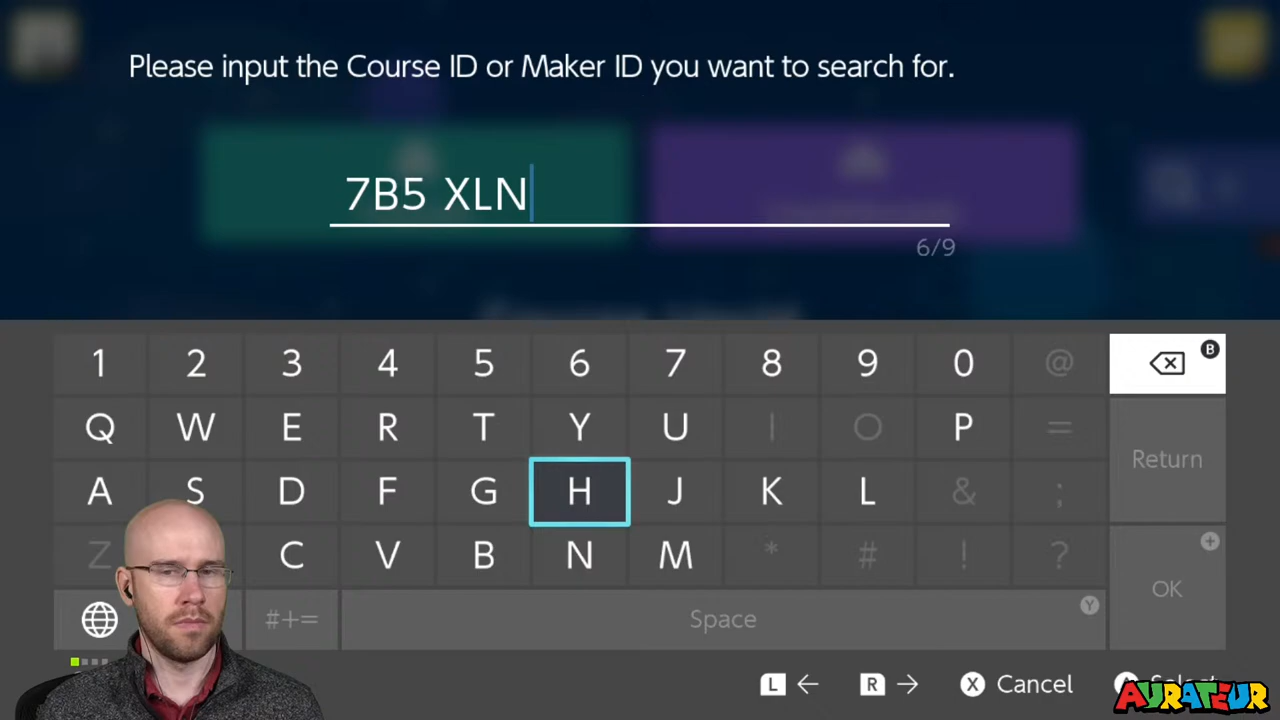 Please input the Course ID or Maker ID you want to search for.
7B5 XLN
6/9
1 2 3 4 5 6 7 8 9 0 @ B
Q W E R T Y U I O P =
Return
A S D F G H J K L & ;
Z C V B N M * # ! ? +
OK
#+= Space Y
L ← R → X Cancel
AURATEUR